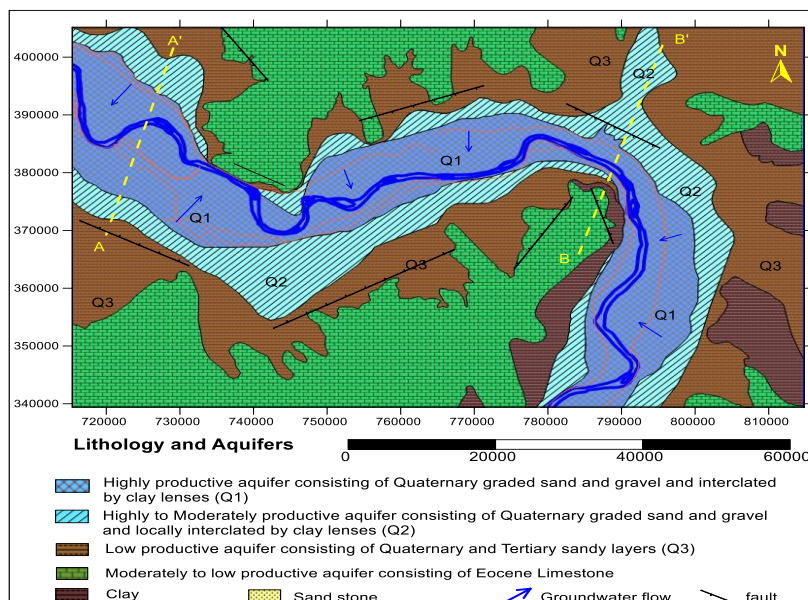 A'
B'
400000
Q3
Q2
N
390000
Q1
380000
Q2
Q1
370000
A
B
Q2
Q3
Q3
360000
Q3
Q1
350000
340000
720000 730000 740000 750000 760000 770000 780000 790000 800000 810000
Lithology and Aquifers
0 20000 40000 60000
Highly productive aquifer consisting of Quaternary graded sand and gravel and interclated
by clay lenses (Q1)
Highly to Moderately productive aquifer consisting of Quaternary graded sand and gravel
and locally interclated by clay lenses (Q2)
Low productive aquifer consisting of Quaternary and Tertiary sandy layers (Q3)
Moderately to low productive aquifer consisting of Eocene Limestone
Clay Sand stone Groundwater flow fault